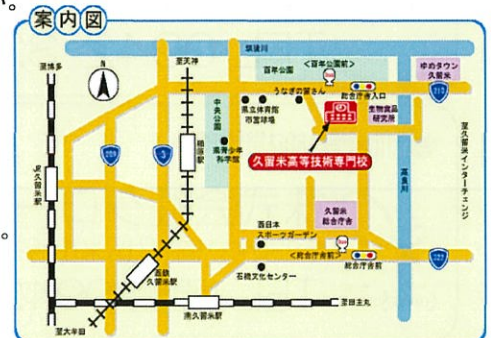 案内図
筑後川
至博多
至天神
百年公園
<百年公園前>
ゆめタウン
久留米
うなぎの館さん
総合庁舎入口
210
中央公園
県立体育館
市営球場
生物食品
研究所
県青少年
科学館
櫛原駅
209
3
久留米高等技術専門校
至久留米インターチェンジ
JR久留米駅
高良川
久留米
総合庁舎
西日本
スポーツガーデン
<総合庁舎前>
総合庁舎前
西鉄
久留米駅
石橋文化センター
南久留米駅
至田主丸
至大牟田